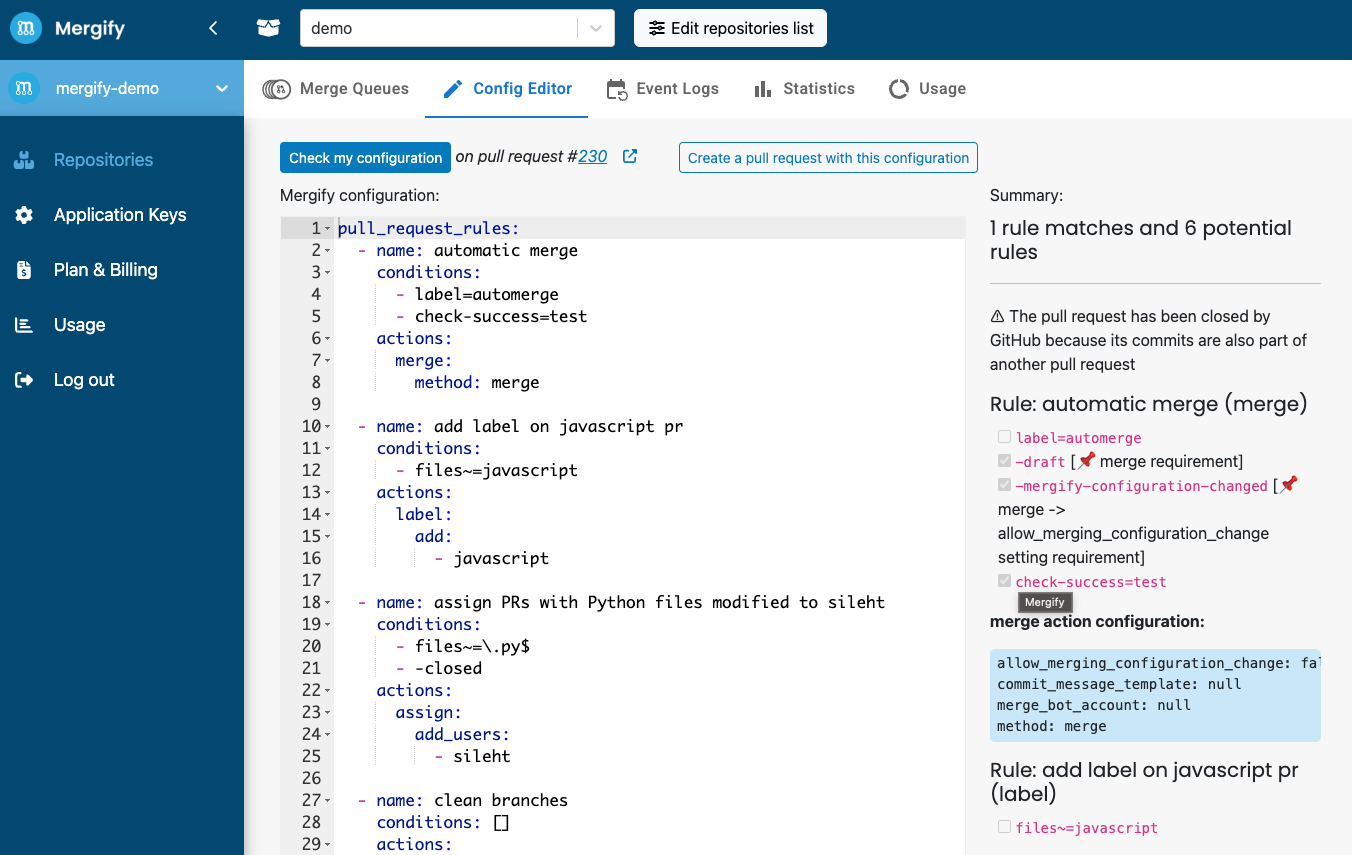 Mergify
demo
Edit repositories list
mergify-demo
Merge Queues
Config Editor
Event Logs
Statistics
Usage
Repositories
Application Keys
Plan & Billing
Usage
Log out
Check my configuration on pull request #230
Create a pull request with this configuration
Mergify configuration:
1 pull_request_rules:
2 - name: automatic merge
3 conditions:
4 - label=automerge
5 - check-success=test
6 actions:
7 merge:
8 method: merge
9
10 - name: add label on javascript pr
11 conditions:
12 - files~=javascript
13 actions:
14 label:
15 add:
16 - javascript
17
18 - name: assign PRs with Python files modified to sileht
19 conditions:
20 - files~=\.py$
21 - -closed
22 actions:
23 assign:
24 add_users:
25 - sileht
26
27 - name: clean branches
28 conditions: []
29 actions:
Summary:
1 rule matches and 6 potential
rules
⚠ The pull request has been closed by
GitHub because its commits are also part of
another pull request
Rule: automatic merge (merge)
label=automerge
-draft [📌 merge requirement]
-mergify-configuration-changed [📌
merge ->
allow_merging_configuration_change
setting requirement]
check-success=test
Mergify
merge action configuration:
allow_merging_configuration_change: fal
commit_message_template: null
merge_bot_account: null
method: merge
Rule: add label on javascript pr
(label)
files~=javascript